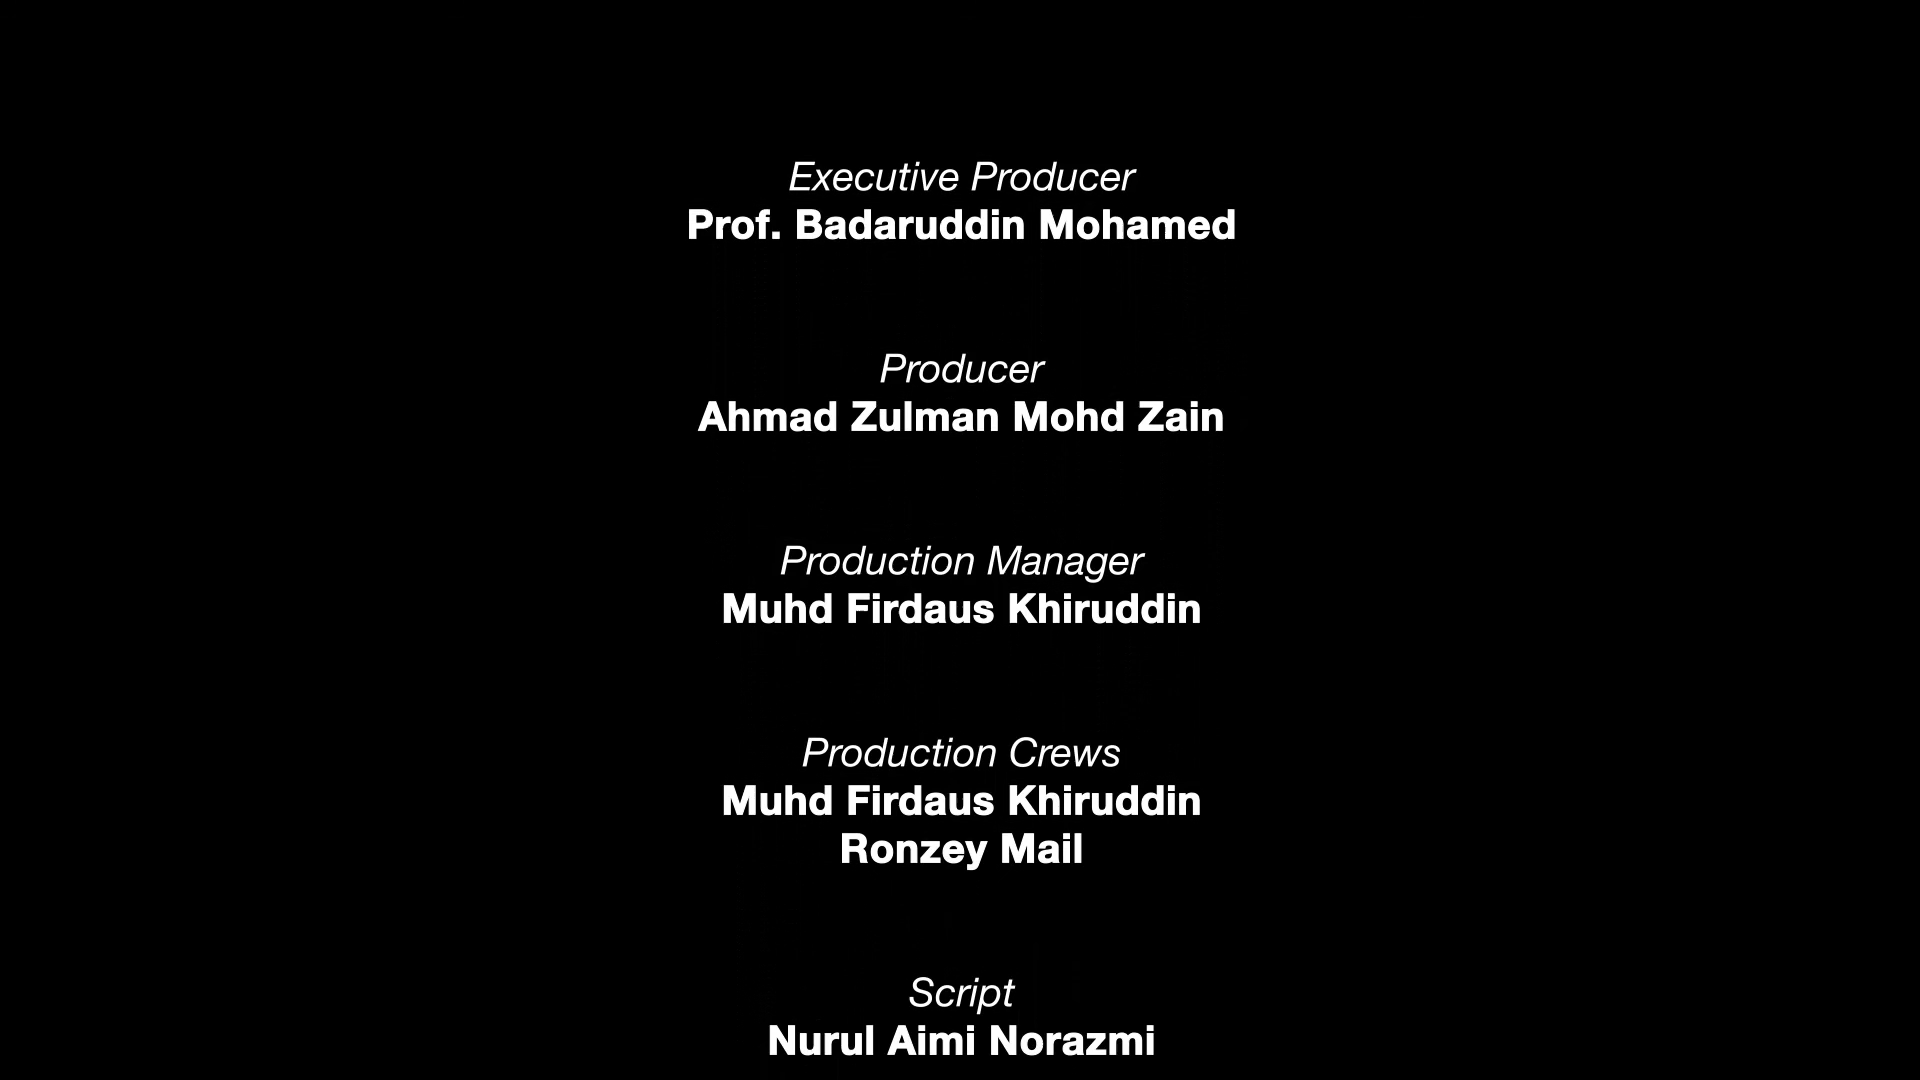 Executive Producer
Prof. Badaruddin Mohamed
Producer
Ahmad Zulman Mohd Zain
Production Manager
Muhd Firdaus Khiruddin
Production Crews
Muhd Firdaus Khiruddin
Ronzey Mail
Script
Nurul Aimi Norazmi